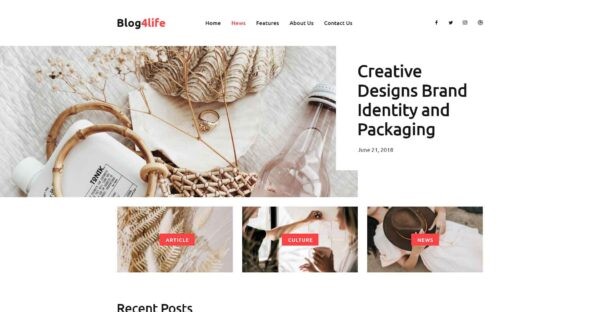 Blog4life
Home News Features About Us Contact Us
Creative
Designs Brand
Identity and
Packaging
June 21, 2018
TONIK
ARTICLE
CULTURE
NEWS
Recent Posts